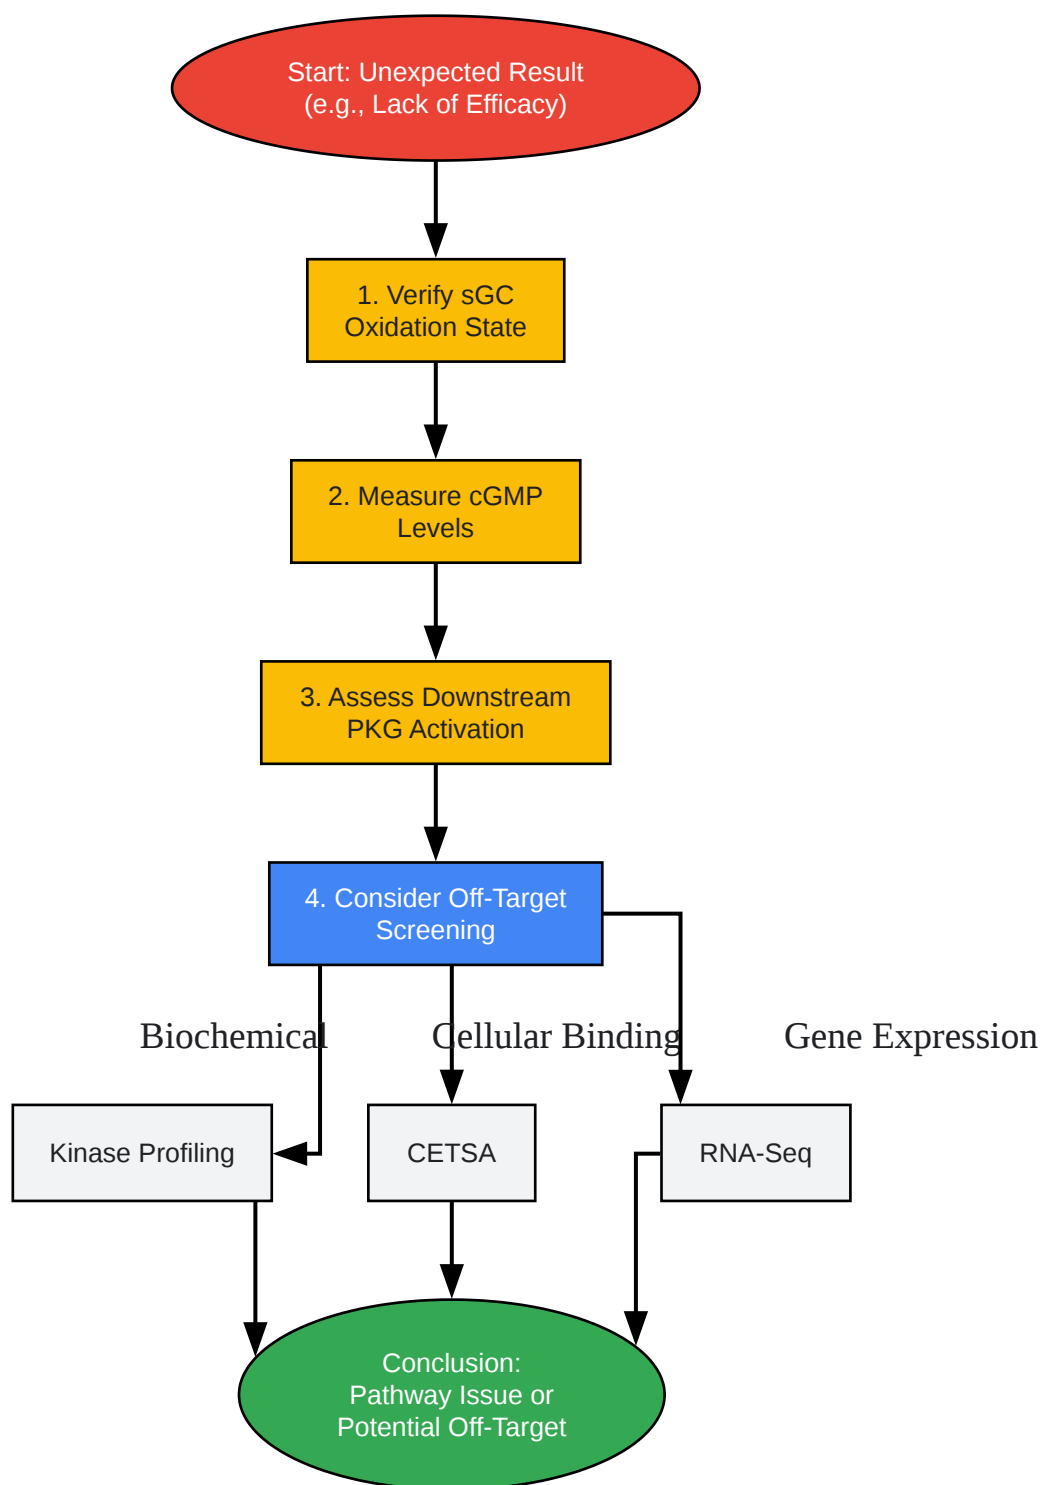 Start: Unexpected Result
(e.g., Lack of Efficacy)
1. Verify sGC
Oxidation State
2. Measure cGMP
Levels
3. Assess Downstream
PKG Activation
4. Consider Off-Target
Screening
Biochemical
Cellular Binding
Gene Expression
Kinase Profiling
CETSA
RNA-Seq
Conclusion:
Pathway Issue or
Potential Off-Target